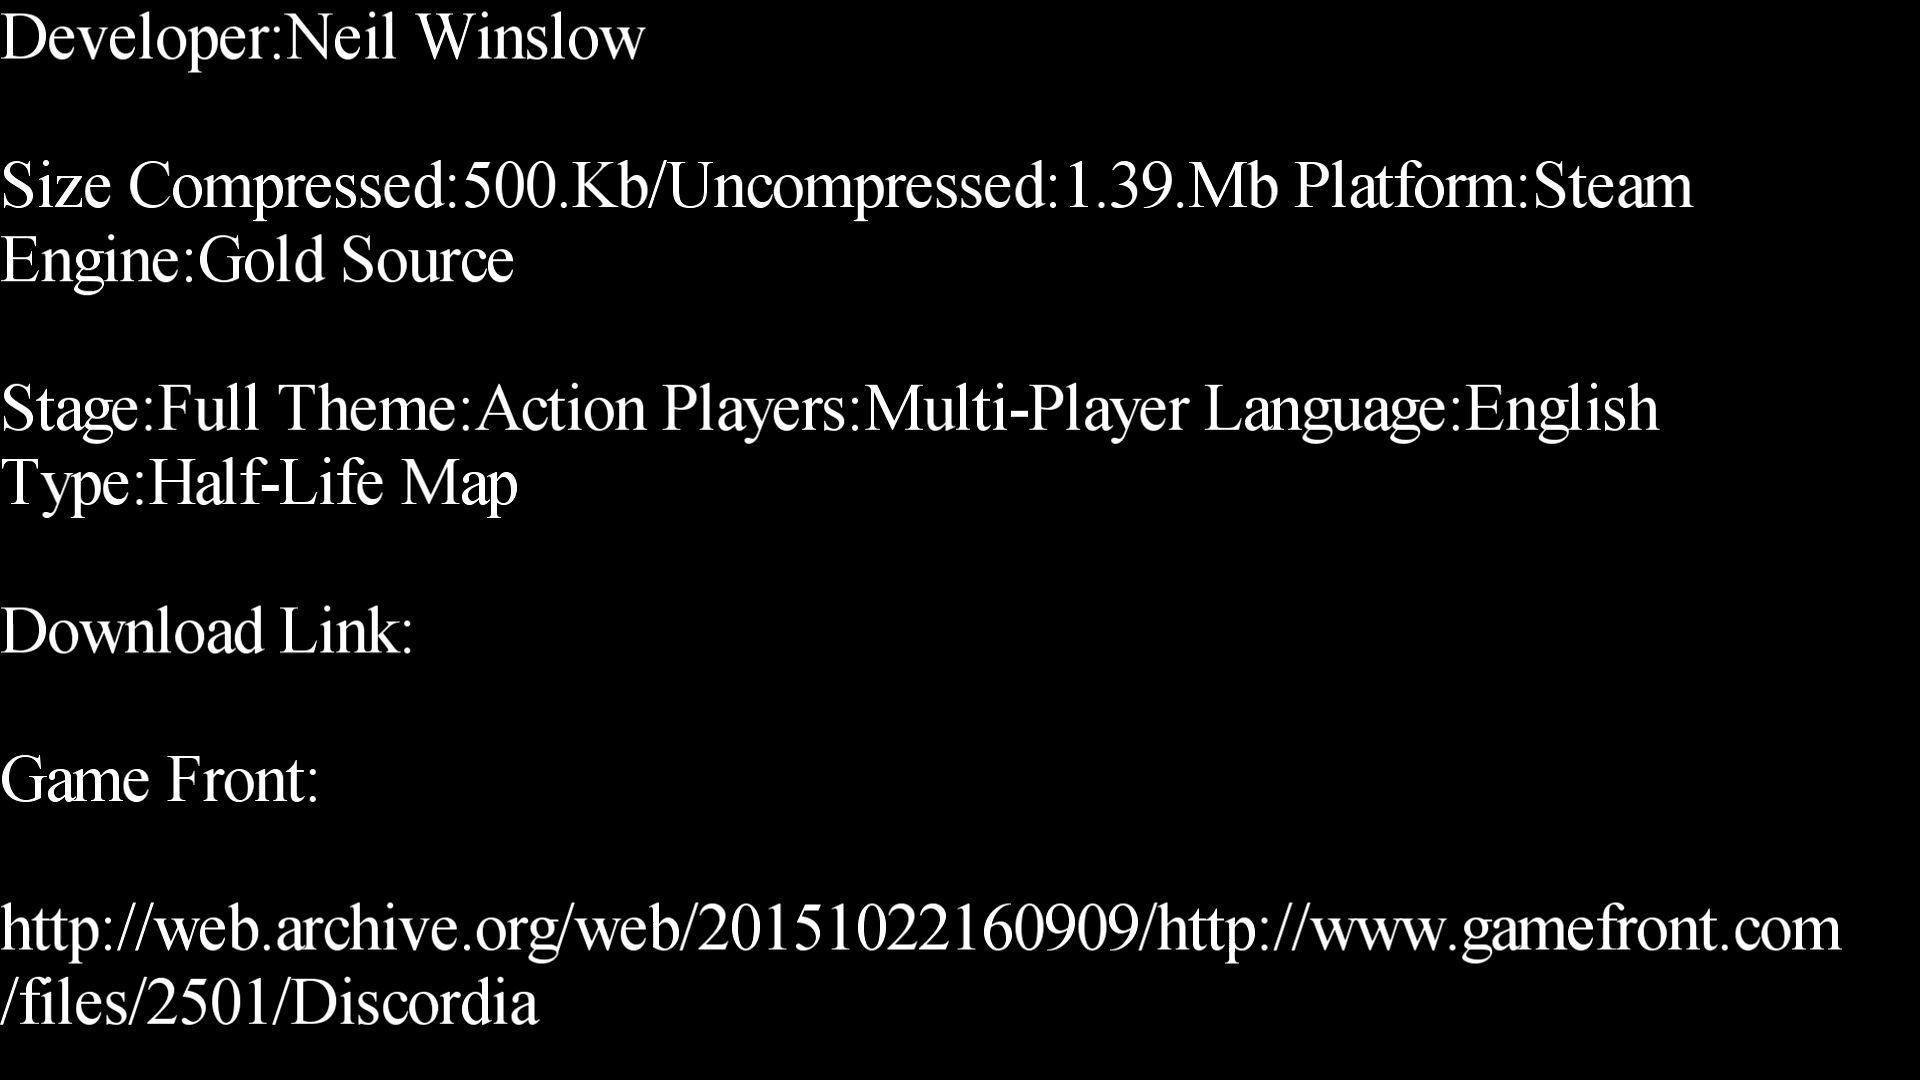 Developer:Neil Winslow
Size Compressed:500.Kb/Uncompressed:1.39.Mb Platform:Steam
Engine:Gold Source
Stage:Full Theme:Action Players:Multi-Player Language:English
Type:Half-Life Map
Download Link:
Game Front:
http://web.archive.org/web/20151022160909/http://www.gamefront.com
/files/2501/Discordia